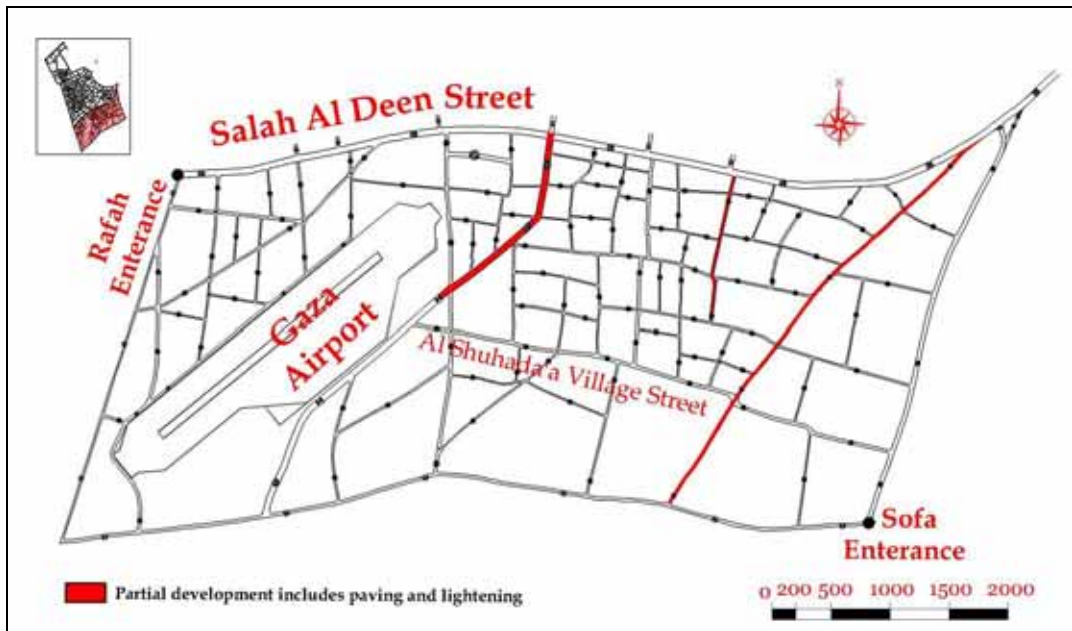 Salah Al Deen Street
Rafah
Enterance
Gaza
Airport
Al Shuhada'a Village Street
Sofa
Enterance
Partial development includes paving and lightening
0 200 500 1000 1500 2000